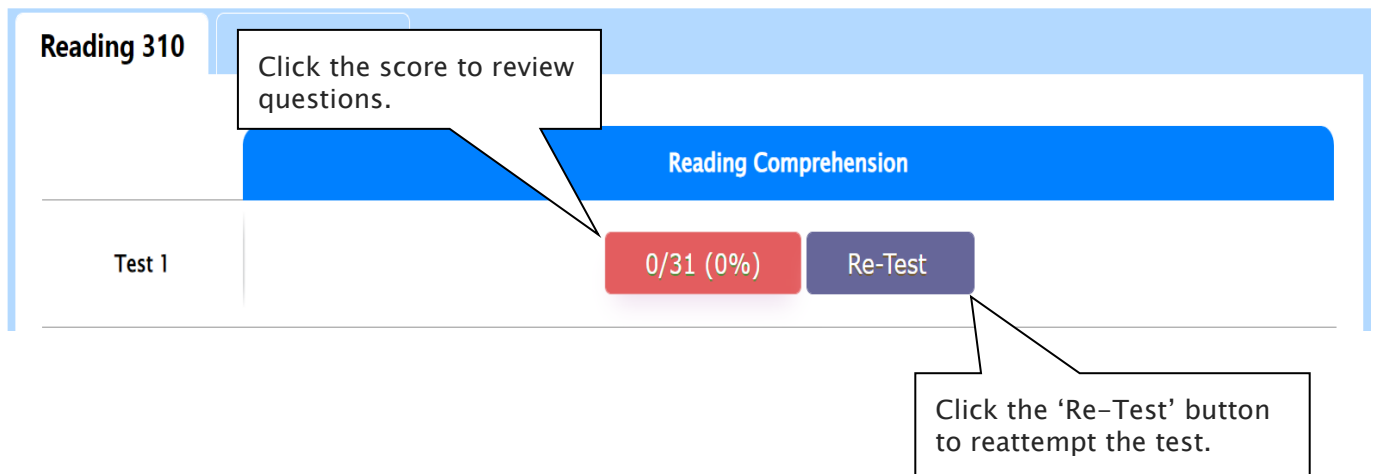 Reading 310
Click the score to review
questions.
Reading Comprehension
Test 1
0/31 (0%)
Re-Test
Click the ‘Re-Test’ button
to reattempt the test.